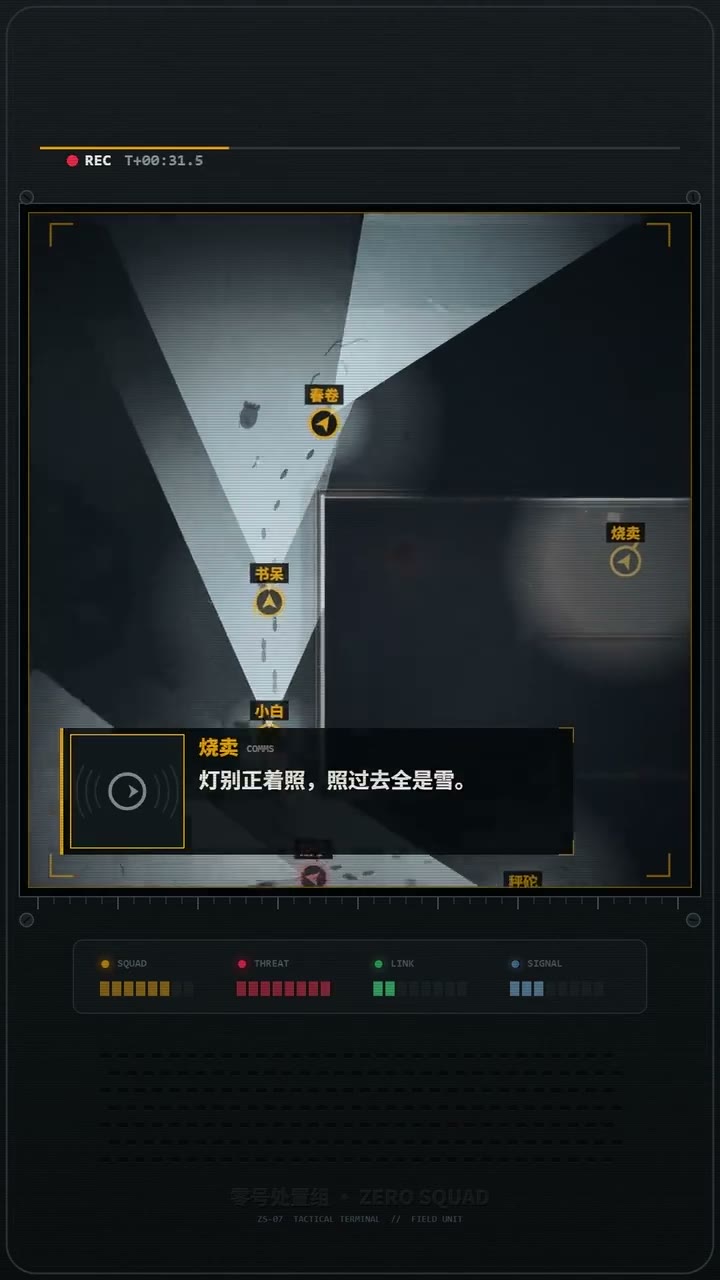 REC T+00:31.5
春卷
烧卖
书呆
小白
烧卖 COMMS
灯别正着照，照过去全是雪。
秤砣
SQUAD THREAT LINK SIGNAL
零号处置组 • ZERO SQUAD
ZS-07 TACTICAL TERMINAL // FIELD UNIT